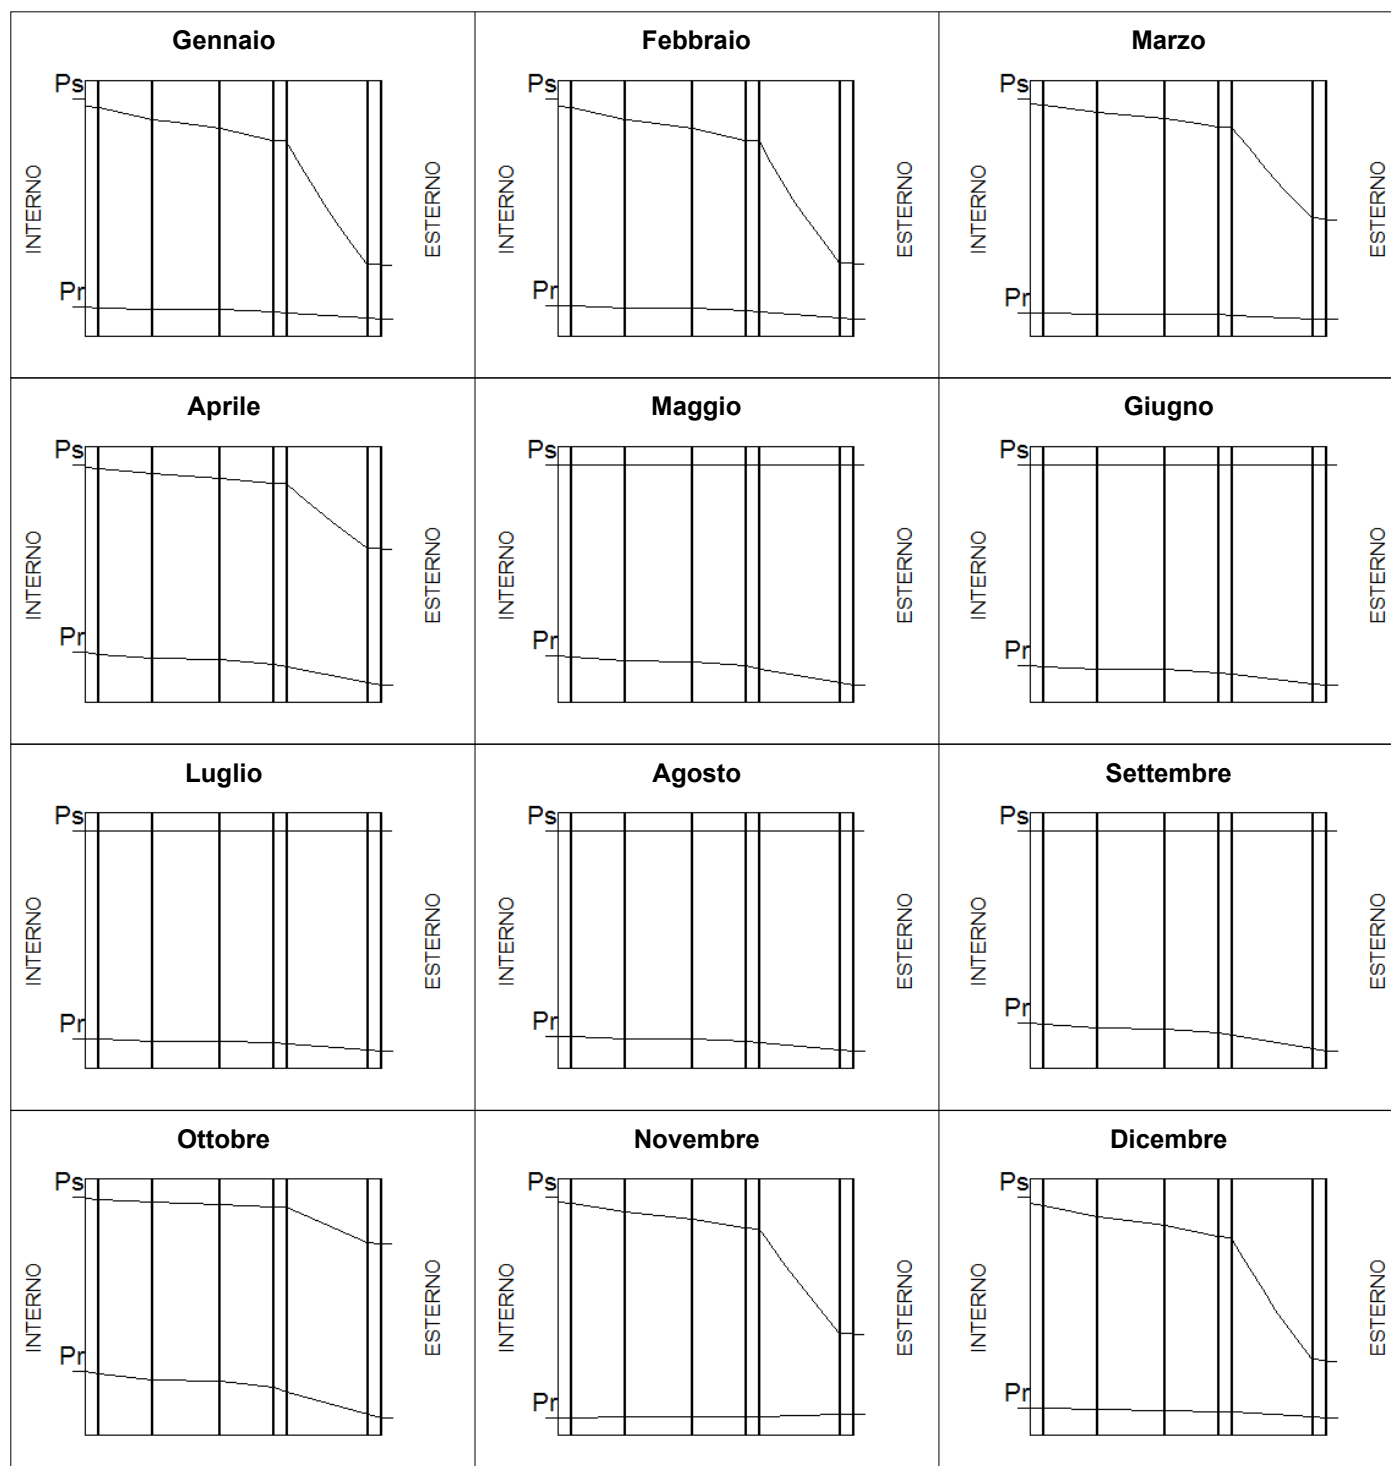 Gennaio
Febbraio
Marzo
Ps
INTERNO
ESTERNO
Pr
Ps
INTERNO
ESTERNO
Pr
Ps
INTERNO
ESTERNO
Pr
Aprile
Maggio
Giugno
Ps
INTERNO
ESTERNO
Pr
Ps
INTERNO
ESTERNO
Pr
Ps
INTERNO
ESTERNO
Pr
Luglio
Agosto
Settembre
Ps
INTERNO
ESTERNO
Pr
Ps
INTERNO
ESTERNO
Pr
Ps
INTERNO
ESTERNO
Pr
Ottobre
Novembre
Dicembre
Ps
INTERNO
ESTERNO
Pr
Ps
INTERNO
ESTERNO
Pr
Ps
INTERNO
ESTERNO
Pr